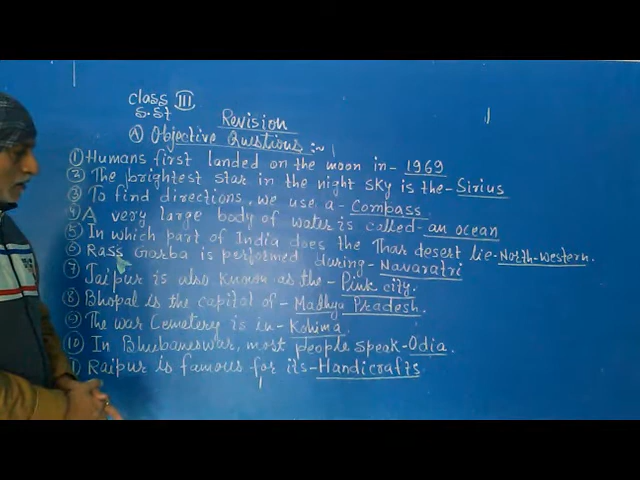 class III
S.St
Revision
(A) Objective Questions :~
① Humans first landed on the moon in- 1969
② The brightest star in the night sky is the- Sirius
③ To find directions, we use a- Compass.
④ A very large body of water is called- an ocean
⑤ In which part of India does the Thar desert lie- North-western.
⑥ Rass Garba is performed during- Navaratri
⑦ Jaipur is also known as the- Pink city.
⑧ Bhopal is the capital of - Madhya Pradesh.
⑨ The war Cemetery is in- Kohima.
⑩ In Bhubaneswar, most people speak- Odia.
⑪ Raipur is famous for its- Handicrafts